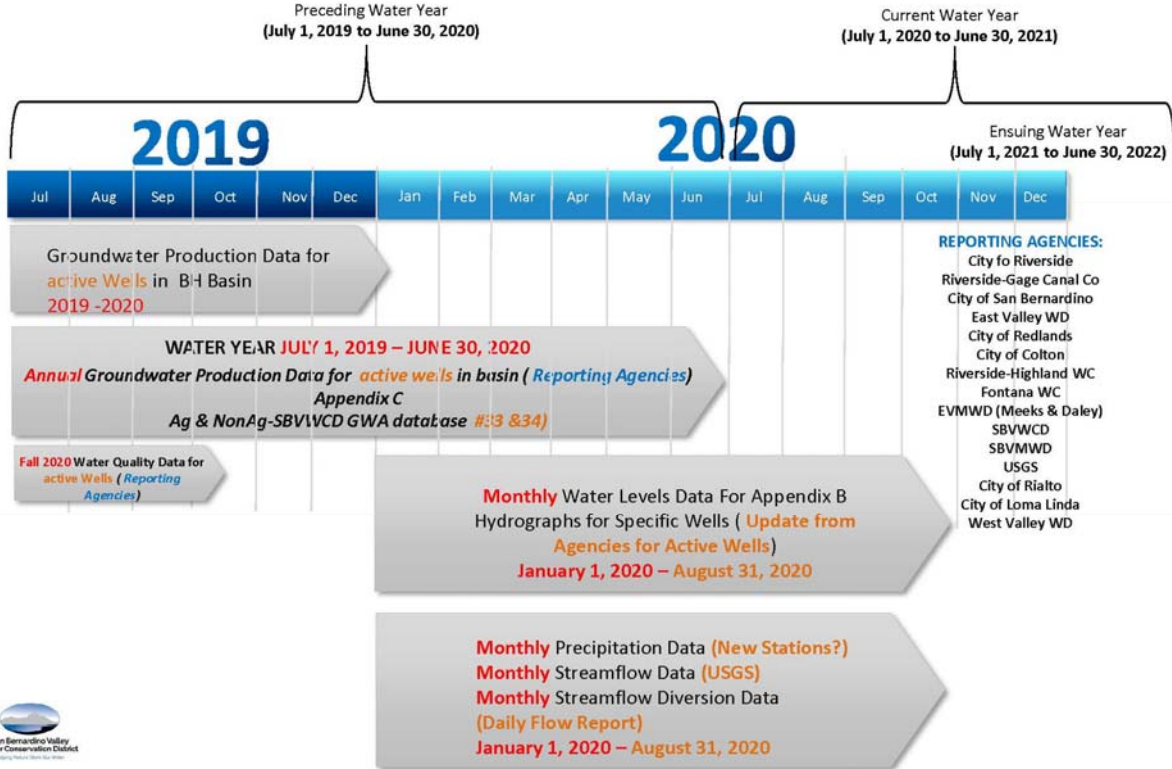 Preceding Water Year
(July 1, 2019 to June 30, 2020)
Current Water Year
(July 1, 2020 to June 30, 2021)
Ensuing Water Year
(July 1, 2021 to June 30, 2022)
2019
2020
Jul Aug Sep Oct Nov Dec Jan Feb Mar Apr May Jun Jul Aug Sep Oct Nov Dec
Groundwater Production Data for
active Wells in BH Basin
2019 -2020
WATER YEAR JULY 1, 2019 – JUNE 30, 2020
Annual Groundwater Production Data for active wells in basin ( Reporting Agencies)
Appendix C
Ag & NonAg-SBVWCD GWA database #33 &34)
Fall 2020 Water Quality Data for
active Wells ( Reporting
Agencies)
Monthly Water Levels Data For Appendix B
Hydrographs for Specific Wells ( Update from
Agencies for Active Wells)
January 1, 2020 – August 31, 2020
Monthly Precipitation Data (New Stations?)
Monthly Streamflow Data (USGS)
Monthly Streamflow Diversion Data
(Daily Flow Report)
January 1, 2020 – August 31, 2020
REPORTING AGENCIES:
City fo Riverside
Riverside-Gage Canal Co
City of San Bernardino
East Valley WD
City of Redlands
City of Colton
Riverside-Highland WC
Fontana WC
EVMWD (Meeks & Daley)
SBVWCD
SBVMWD
USGS
City of Rialto
City of Loma Linda
West Valley WD
n Bernardino Valley
r Conservation District